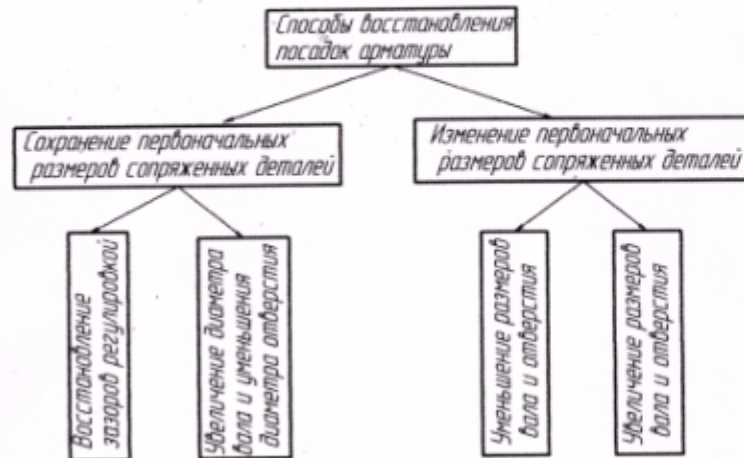 Способы восстановления
посадок арматуры
Сохранение первоначальных
размеров сопряженных деталей
Изменение первоначальных
размеров сопряженных деталей
Восстановление
зазоров регулировкой
Увеличение диаметра
вала и уменьшения
диаметра отверстия
Уменьшение размеров
вала и отверстия
Увеличение размеров
вала и отверстия